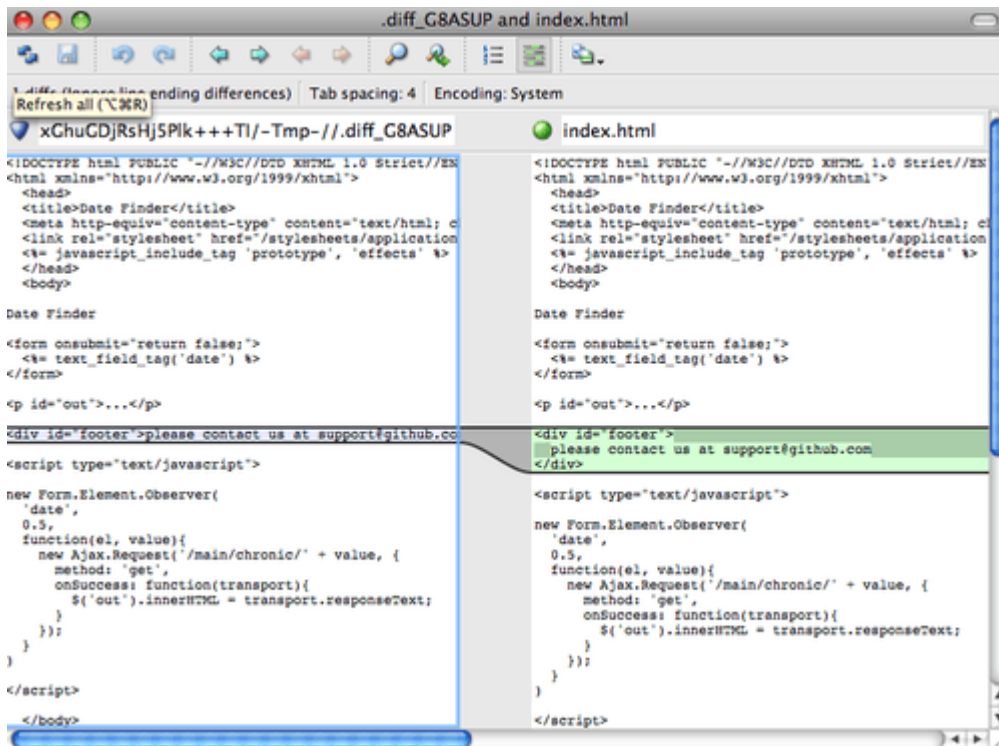 .diff_G8ASUP and index.html
1 diffs (Ignore line ending differences) Tab spacing: 4 Encoding: System
Refresh all (⌥⌘R)
xGhuGDjRsHj5Plk+++TI/-Tmp-//.diff_G8ASUP
<!DOCTYPE html PUBLIC "-//W3C//DTD XHTML 1.0 Strict//EN
<html xmlns="http://www.w3.org/1999/xhtml">
<head>
<title>Date Finder</title>
<meta http-equiv="content-type" content="text/html; c
<link rel="stylesheet" href="/stylesheets/application
<%= javascript_include_tag 'prototype', 'effects' %>
</head>
<body>
Date Finder
<form onsubmit="return false;">
<%= text_field_tag('date') %>
</form>
<p id="out">...</p>
<div id="footer">please contact us at support@github.co
<script type="text/javascript">
new Form.Element.Observer(
'date',
0.5,
function(el, value){
new Ajax.Request('/main/chronic/' + value, {
method: 'get',
onSuccess: function(transport){
$('out').innerHTML = transport.responseText;
}
});
}
)
</script>
</body>
index.html
<!DOCTYPE html PUBLIC "-//W3C//DTD XHTML 1.0 Strict//EN
<html xmlns="http://www.w3.org/1999/xhtml">
<head>
<title>Date Finder</title>
<meta http-equiv="content-type" content="text/html; c
<link rel="stylesheet" href="/stylesheets/application
<%= javascript_include_tag 'prototype', 'effects' %>
</head>
<body>
Date Finder
<form onsubmit="return false;">
<%= text_field_tag('date') %>
</form>
<p id="out">...</p>
<div id="footer">
please contact us at support@github.com
</div>
<script type="text/javascript">
new Form.Element.Observer(
'date',
0.5,
function(el, value){
new Ajax.Request('/main/chronic/' + value, {
method: 'get',
onSuccess: function(transport){
$('out').innerHTML = transport.responseText;
}
});
}
)
</script>